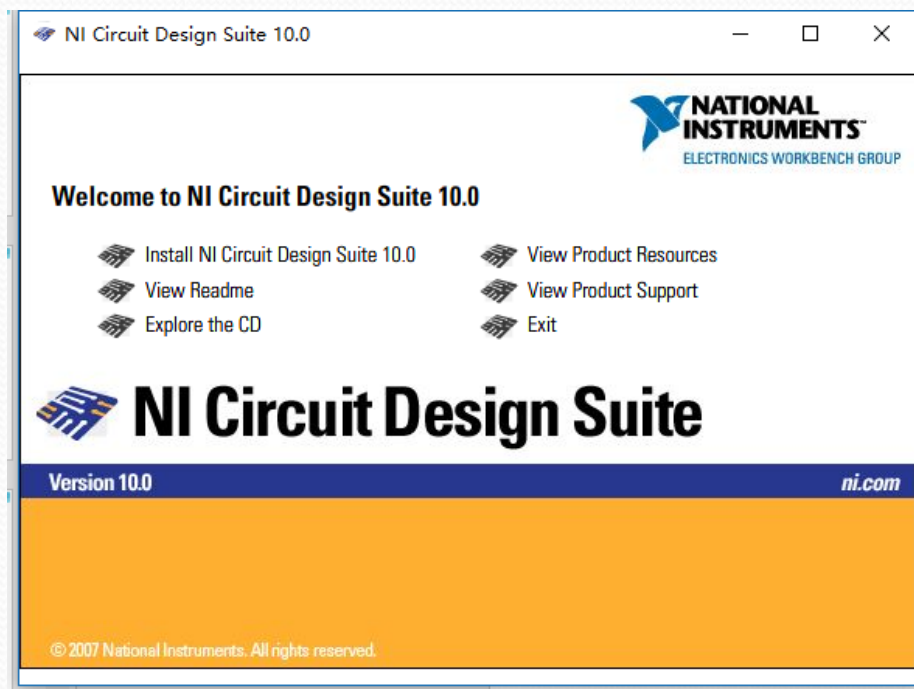 NI Circuit Design Suite 10.0
NATIONAL
INSTRUMENTS™
ELECTRONICS WORKBENCH GROUP
Welcome to NI Circuit Design Suite 10.0
Install NI Circuit Design Suite 10.0
View Readme
Explore the CD
View Product Resources
View Product Support
Exit
NI Circuit Design Suite
Version 10.0
ni.com
© 2007 National Instruments. All rights reserved.